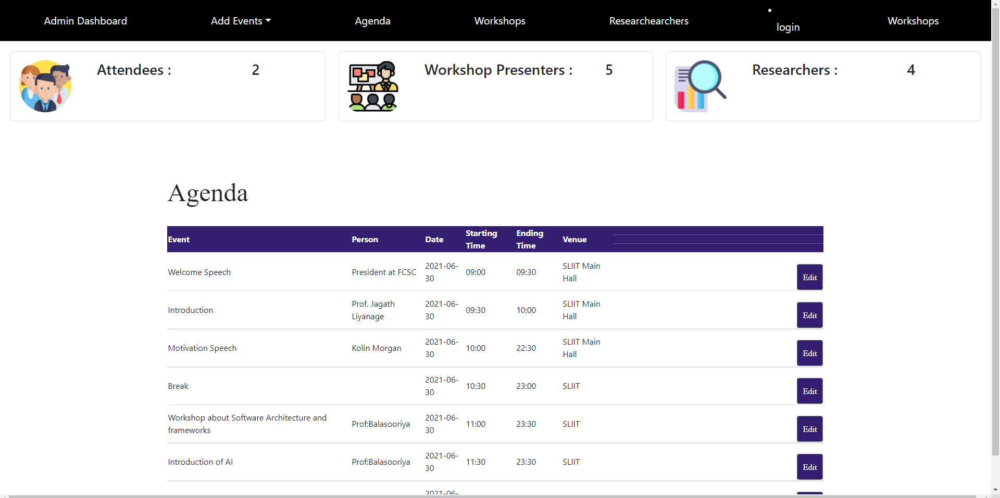 Admin Dashboard Add Events Agenda Workshops Researchearchers login Workshops
Attendees : 2 Workshop Presenters : 5 Researchers : 4
Agenda
Event Person Date Starting Time Ending Time Venue
Welcome Speech President at FCSC 2021-06-30 09:00 09:30 SLIIT Main Hall Edit
Introduction Prof. Jagath Liyanage 2021-06-30 09:30 10:00 SLIIT Main Hall Edit
Motivation Speech Kolin Morgan 2021-06-30 10:00 22:30 SLIIT Main Hall Edit
Break 2021-06-30 10:30 23:00 SLIIT Edit
Workshop about Software Architecture and frameworks Prof:Balasooriya 2021-06-30 11:00 23:30 SLIIT Edit
Introduction of AI Prof:Balasooriya 2021-06-30 11:30 23:30 SLIIT Edit
2021-06-